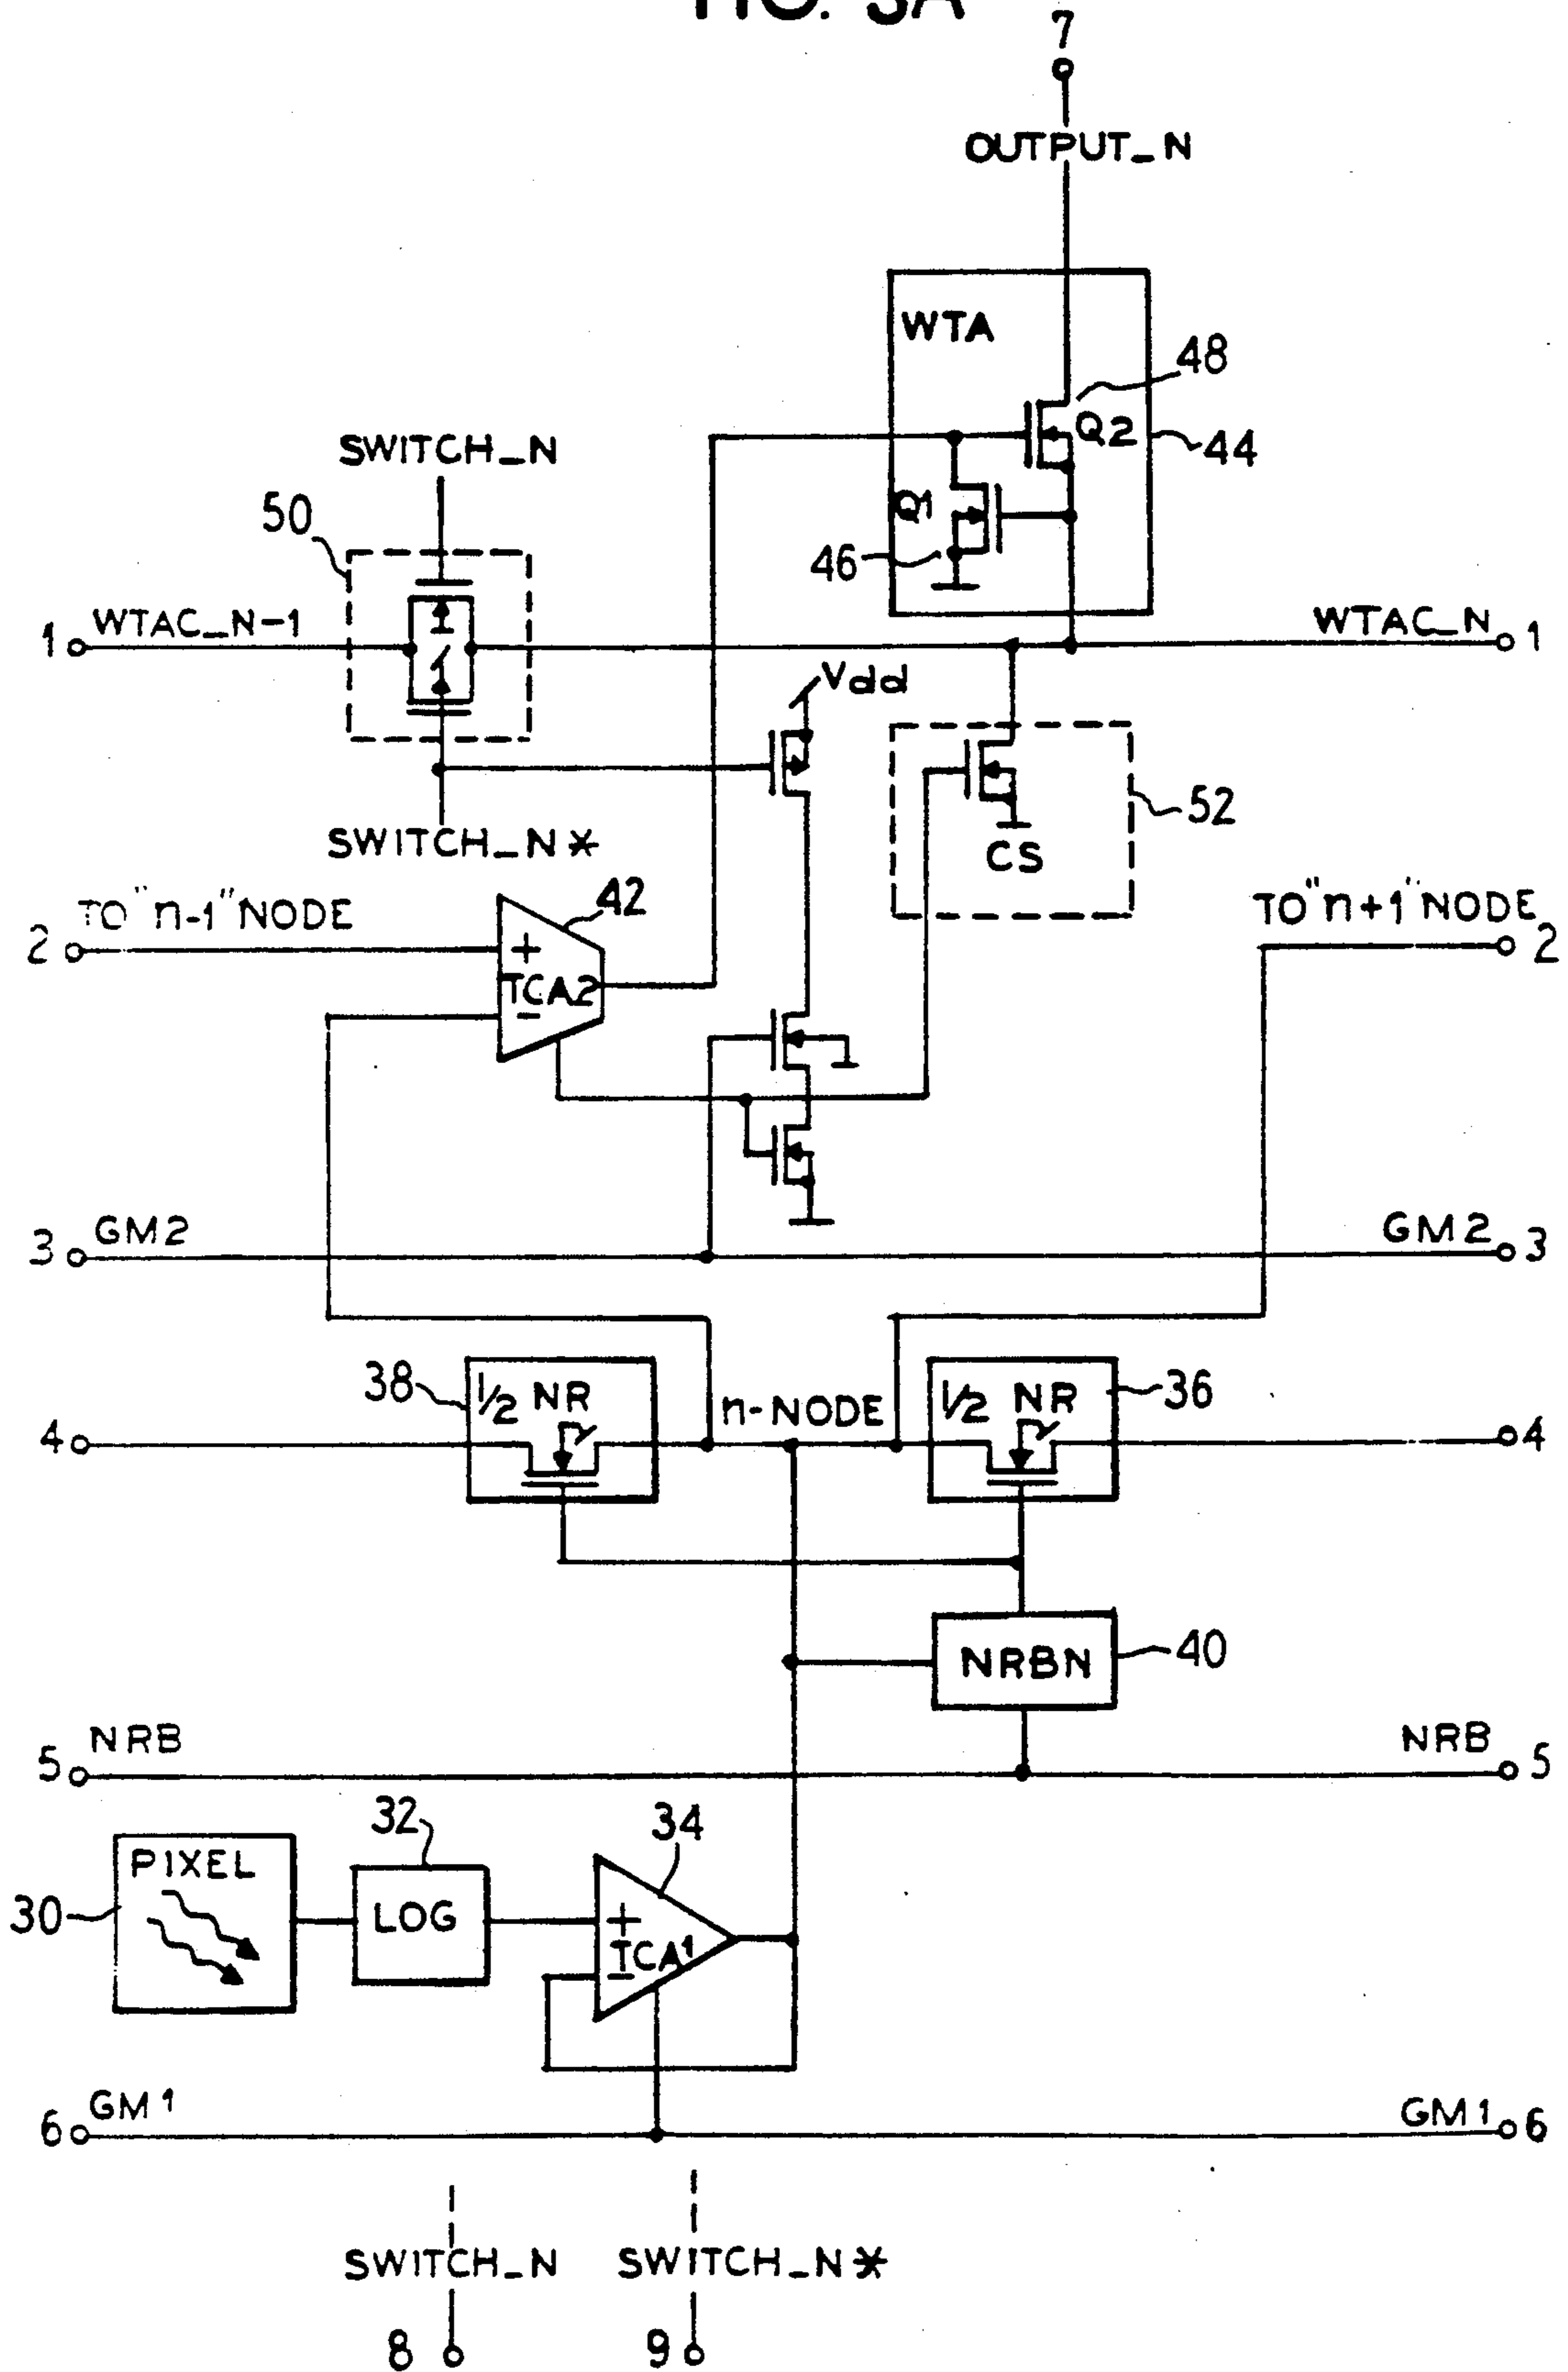 FIG. 3A
7
OUTPUT_N
WTA
48
Q2
44
SWITCH_N
50
Q1
46
1 WTAC_N-1
WTAC_N 1
Vdd
52
CS
SWITCH_N*
42
TO "n-1" NODE
2
TO "n+1" NODE
2
+
TCA2
-
3 GM2
GM2 3
38
1/2 NR
n-NODE
1/2 NR
36
4
4
NRBN
40
5 NRB
NRB 5
32
34
PIXEL
30
LOG
+
TCA1
-
6 GM1
GM1 6
SWITCH_N
SWITCH_N*
8
9